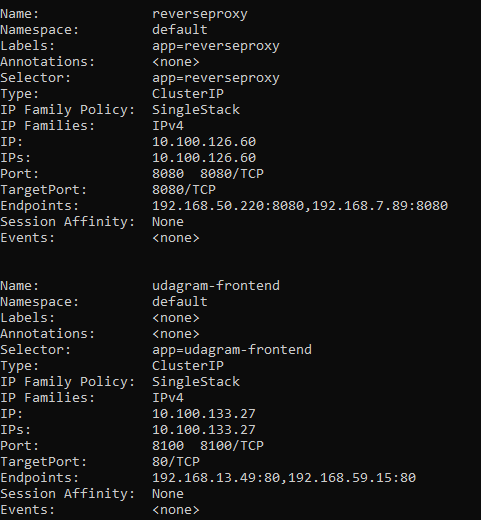 Name:              reverseproxy
Namespace:         default
Labels:            app=reverseproxy
Annotations:       <none>
Selector:          app=reverseproxy
Type:              ClusterIP
IP Family Policy:  SingleStack
IP Families:       IPv4
IP:                10.100.126.60
IPs:               10.100.126.60
Port:              8080  8080/TCP
TargetPort:        8080/TCP
Endpoints:         192.168.50.220:8080,192.168.7.89:8080
Session Affinity:  None
Events:            <none>

Name:              udagram-frontend
Namespace:         default
Labels:            <none>
Annotations:       <none>
Selector:          app=udagram-frontend
Type:              ClusterIP
IP Family Policy:  SingleStack
IP Families:       IPv4
IP:                10.100.133.27
IPs:               10.100.133.27
Port:              8100  8100/TCP
TargetPort:        80/TCP
Endpoints:         192.168.13.49:80,192.168.59.15:80
Session Affinity:  None
Events:            <none>